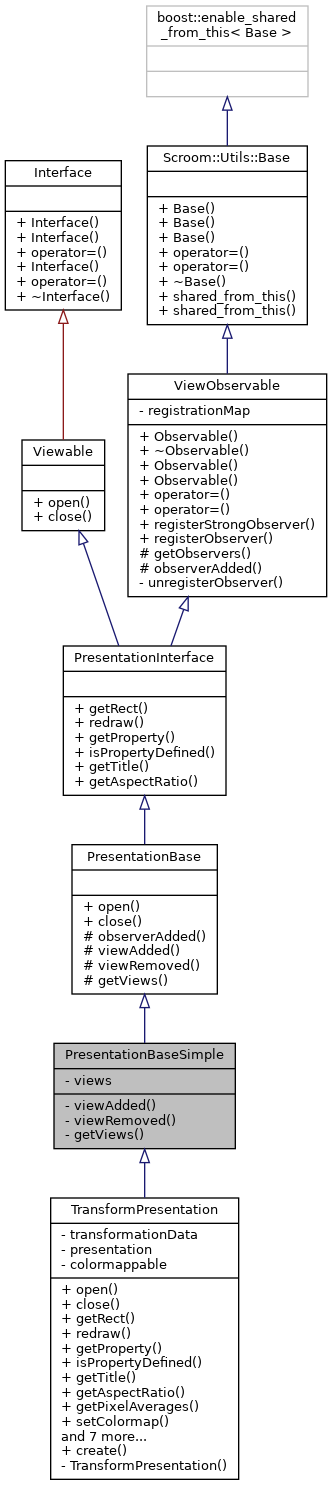 boost::enable_shared
_from_this< Base >
Interface
+ Interface()
+ Interface()
+ operator=()
+ Interface()
+ operator=()
+ ~Interface()
Scroom::Utils::Base
+ Base()
+ Base()
+ Base()
+ operator=()
+ operator=()
+ ~Base()
+ shared_from_this()
+ shared_from_this()
Viewable
+ open()
+ close()
ViewObservable
- registrationMap
+ Observable()
+ ~Observable()
+ Observable()
+ Observable()
+ operator=()
+ operator=()
+ registerStrongObserver()
+ registerObserver()
# getObservers()
# observerAdded()
- unregisterObserver()
PresentationInterface
+ getRect()
+ redraw()
+ getProperty()
+ isPropertyDefined()
+ getTitle()
+ getAspectRatio()
PresentationBase
+ open()
+ close()
# observerAdded()
# viewAdded()
# viewRemoved()
# getViews()
PresentationBaseSimple
- views
- viewAdded()
- viewRemoved()
- getViews()
TransformPresentation
- transformationData
- presentation
- colormappable
+ open()
+ close()
+ getRect()
+ redraw()
+ getProperty()
+ isPropertyDefined()
+ getTitle()
+ getAspectRatio()
+ getPixelAverages()
+ setColormap()
and 7 more...
+ create()
- TransformPresentation()